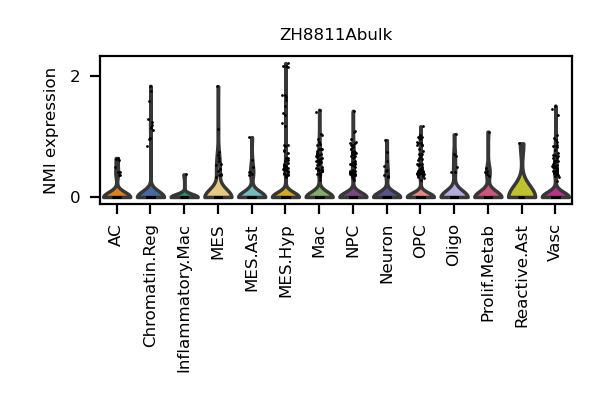 ZH8811Abulk
NMI expression
2
0
AC
Chromatin.Reg
Inflammatory.Mac
MES
MES.Ast
MES.Hyp
Mac
NPC
Neuron
OPC
Oligo
Prolif.Metab
Reactive.Ast
Vasc